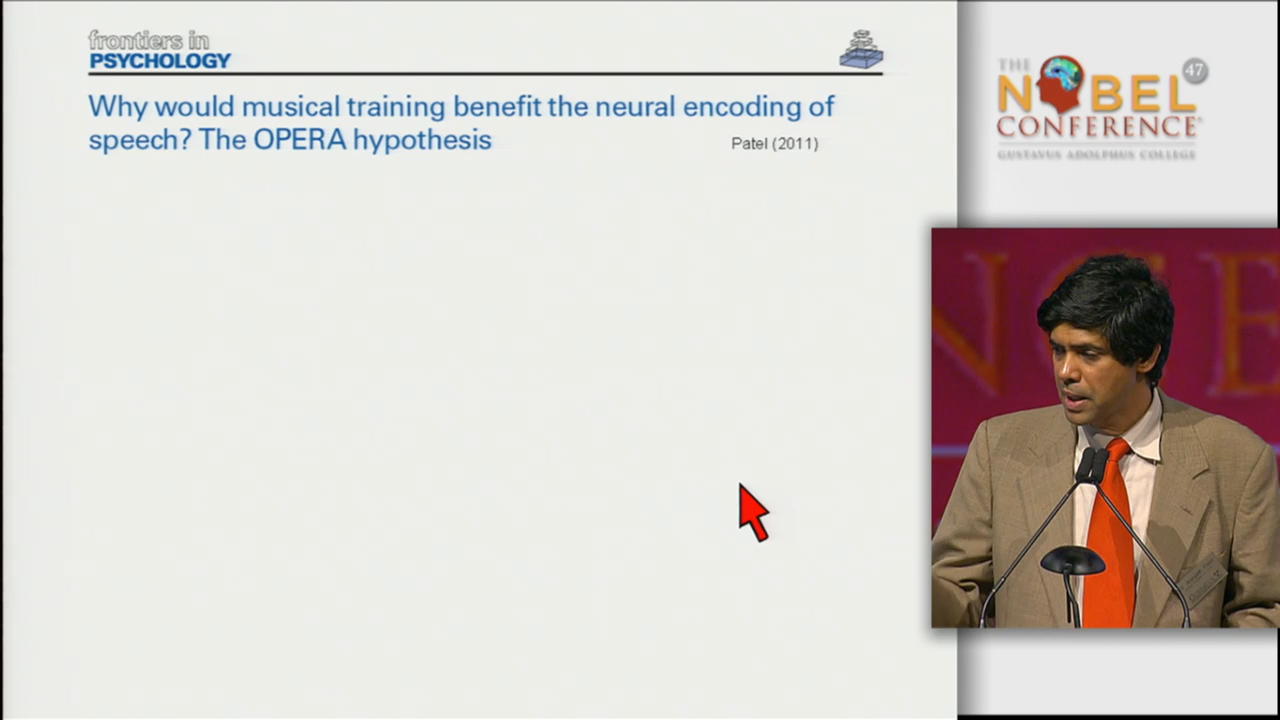 frontiers in
PSYCHOLOGY
Why would musical training benefit the neural encoding of
speech? The OPERA hypothesis
Patel (2011)
THE
NOBEL
47
CONFERENCE
GUSTAVUS ADOLPHUS COLLEGE